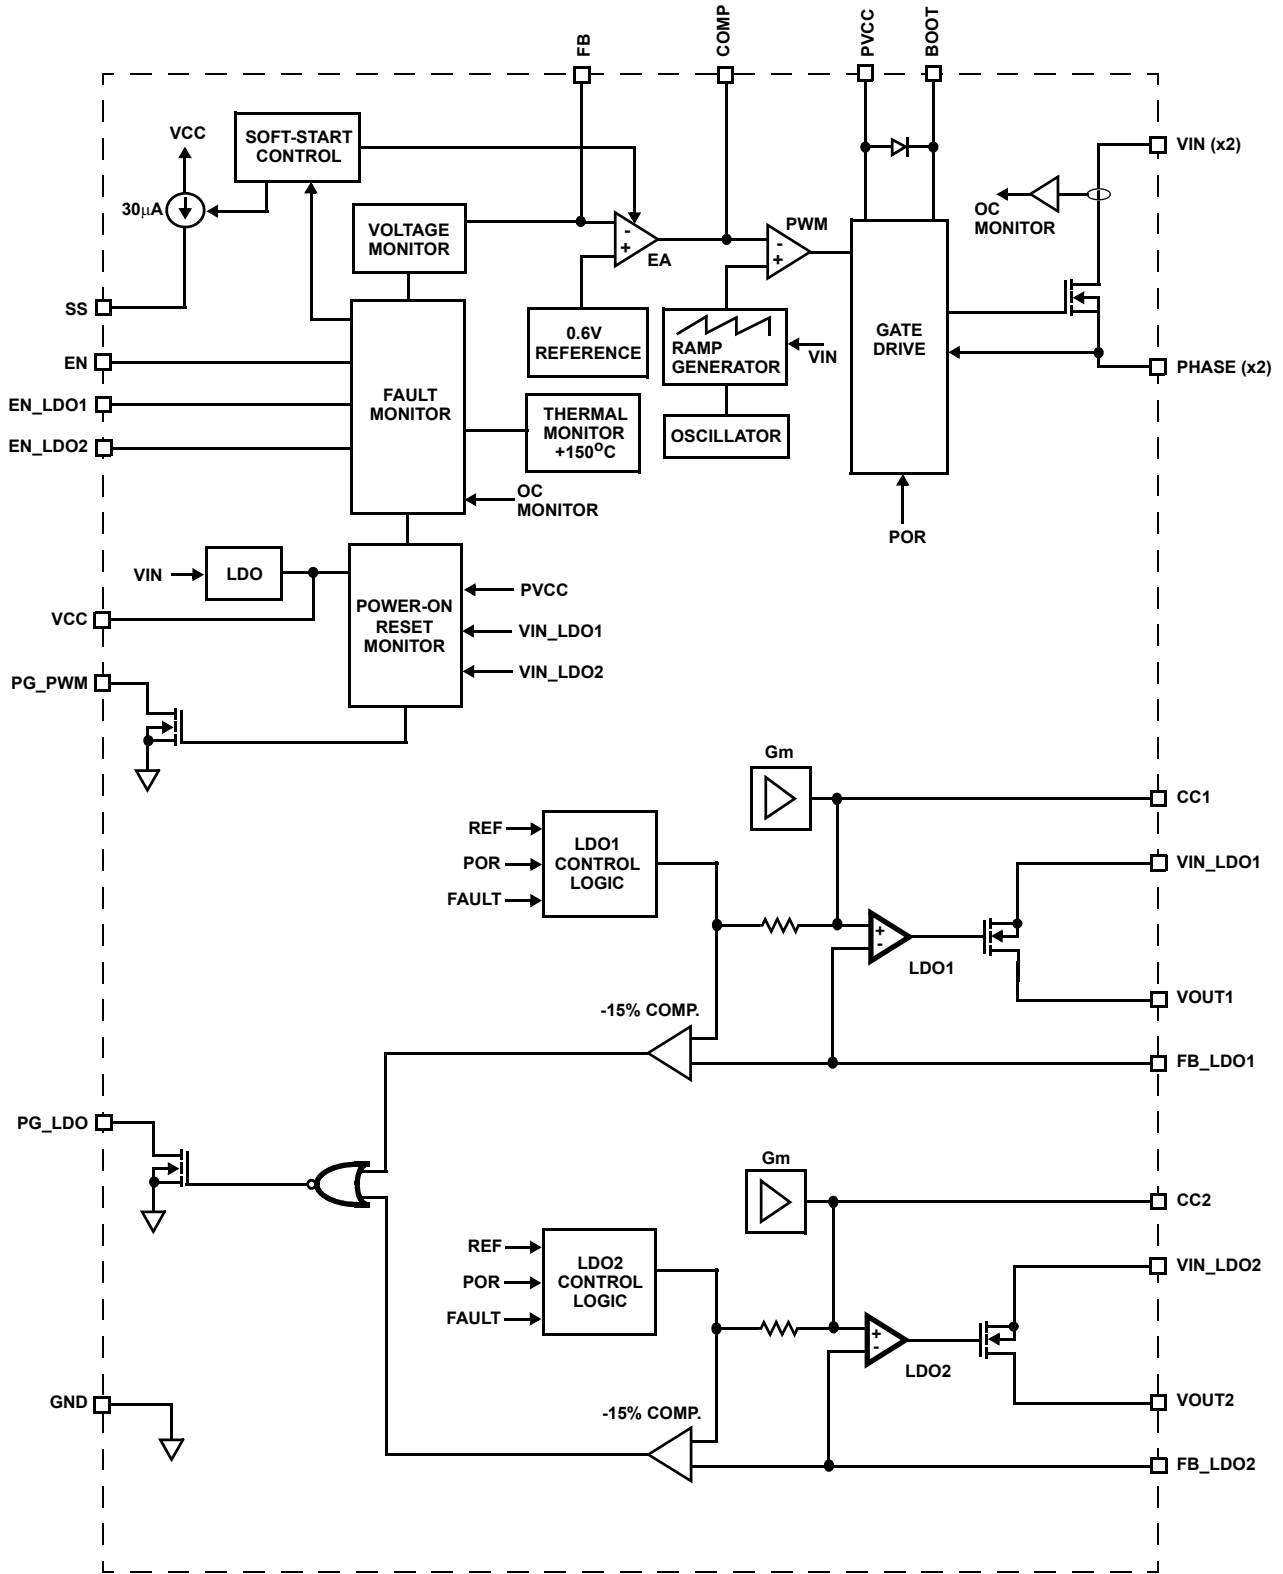 FB
COMP
PVCC
BOOT
VCC
SOFT-START
CONTROL
30μA
VIN (x2)
OC
MONITOR
VOLTAGE
MONITOR
-
+
EA
PWM
-
+
SS
0.6V
REFERENCE
RAMP
GENERATOR
VIN
GATE
DRIVE
EN
PHASE (x2)
EN_LDO1
FAULT
MONITOR
THERMAL
MONITOR
+150°C
OSCILLATOR
EN_LDO2
OC
MONITOR
POR
VIN
LDO
VCC
POWER-ON
RESET
MONITOR
PVCC
VIN_LDO1
VIN_LDO2
PG_PWM
Gm
CC1
REF
POR
FAULT
LDO1
CONTROL
LOGIC
VIN_LDO1
+
-
LDO1
VOUT1
-15% COMP.
FB_LDO1
PG_LDO
Gm
CC2
REF
POR
FAULT
LDO2
CONTROL
LOGIC
VIN_LDO2
+
-
LDO2
GND
VOUT2
-15% COMP.
FB_LDO2